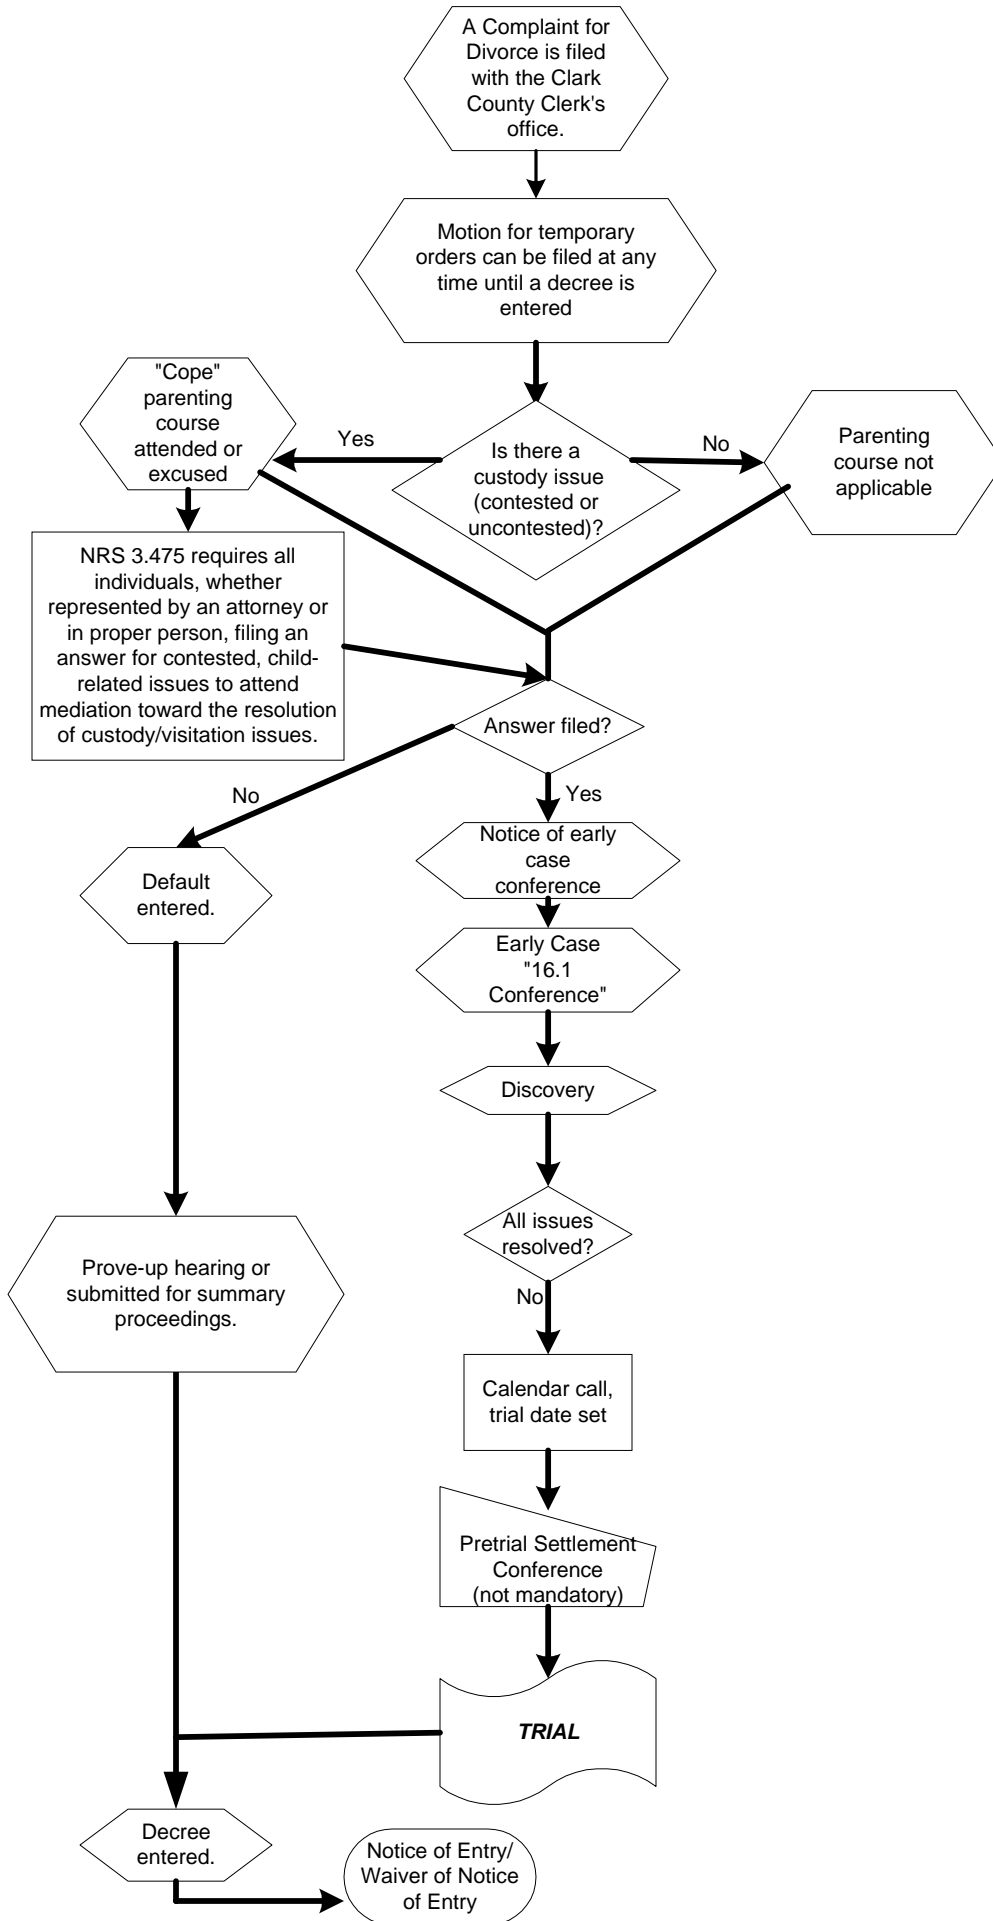 A Complaint for
Divorce is filed
with the Clark
County Clerk's
office.
Motion for temporary
orders can be filed at any
time until a decree is
entered
"Cope"
parenting
course
attended or
excused
Yes
Is there a
custody issue
(contested or
uncontested)?
No
Parenting
course not
applicable
NRS 3.475 requires all
individuals, whether
represented by an attorney or
in proper person, filing an
answer for contested, child-
related issues to attend
mediation toward the resolution
of custody/visitation issues.
Answer filed?
No
Yes
Notice of early
case
conference
Default
entered.
Early Case
"16.1
Conference"
Discovery
All issues
resolved?
No
Prove-up hearing or
submitted for summary
proceedings.
Calendar call,
trial date set
Pretrial Settlement
Conference
(not mandatory)
TRIAL
Decree
entered.
Notice of Entry/
Waiver of Notice
of Entry